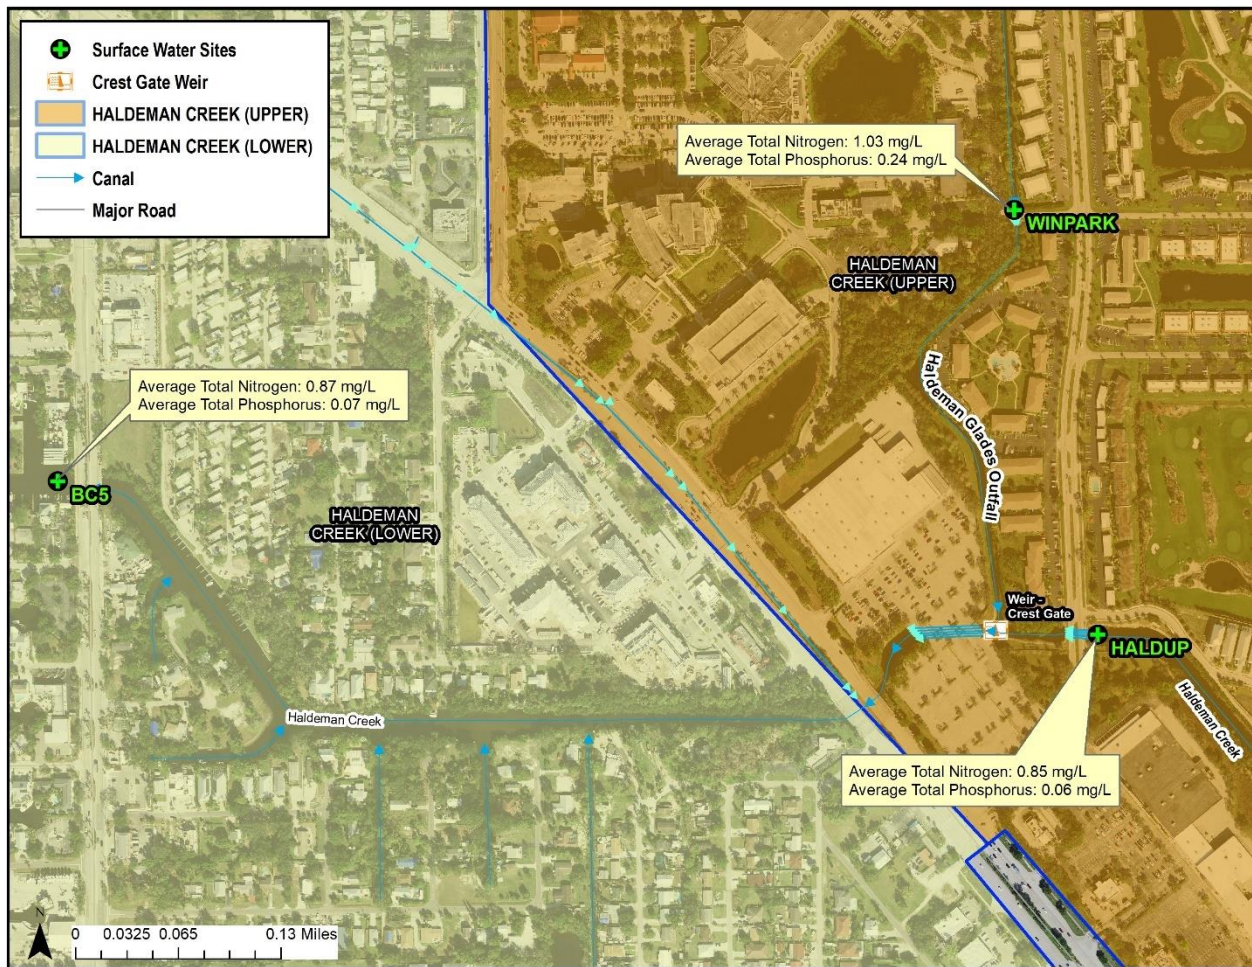 Surface Water Sites
Crest Gate Weir
HALDEMAN CREEK (UPPER)
HALDEMAN CREEK (LOWER)
Canal
Major Road
Average Total Nitrogen: 1.03 mg/L
Average Total Phosphorus: 0.24 mg/L
WINPARK
HALDEMAN
CREEK (UPPER)
Haldeman Glades Outfall
Average Total Nitrogen: 0.87 mg/L
Average Total Phosphorus: 0.07 mg/L
BC5
HALDEMAN
CREEK (LOWER)
Weir -
Crest Gate
HALDUP
Haldeman Creek
Haldeman Creek
Average Total Nitrogen: 0.85 mg/L
Average Total Phosphorus: 0.06 mg/L
N
0 0.0325 0.065 0.13 Miles